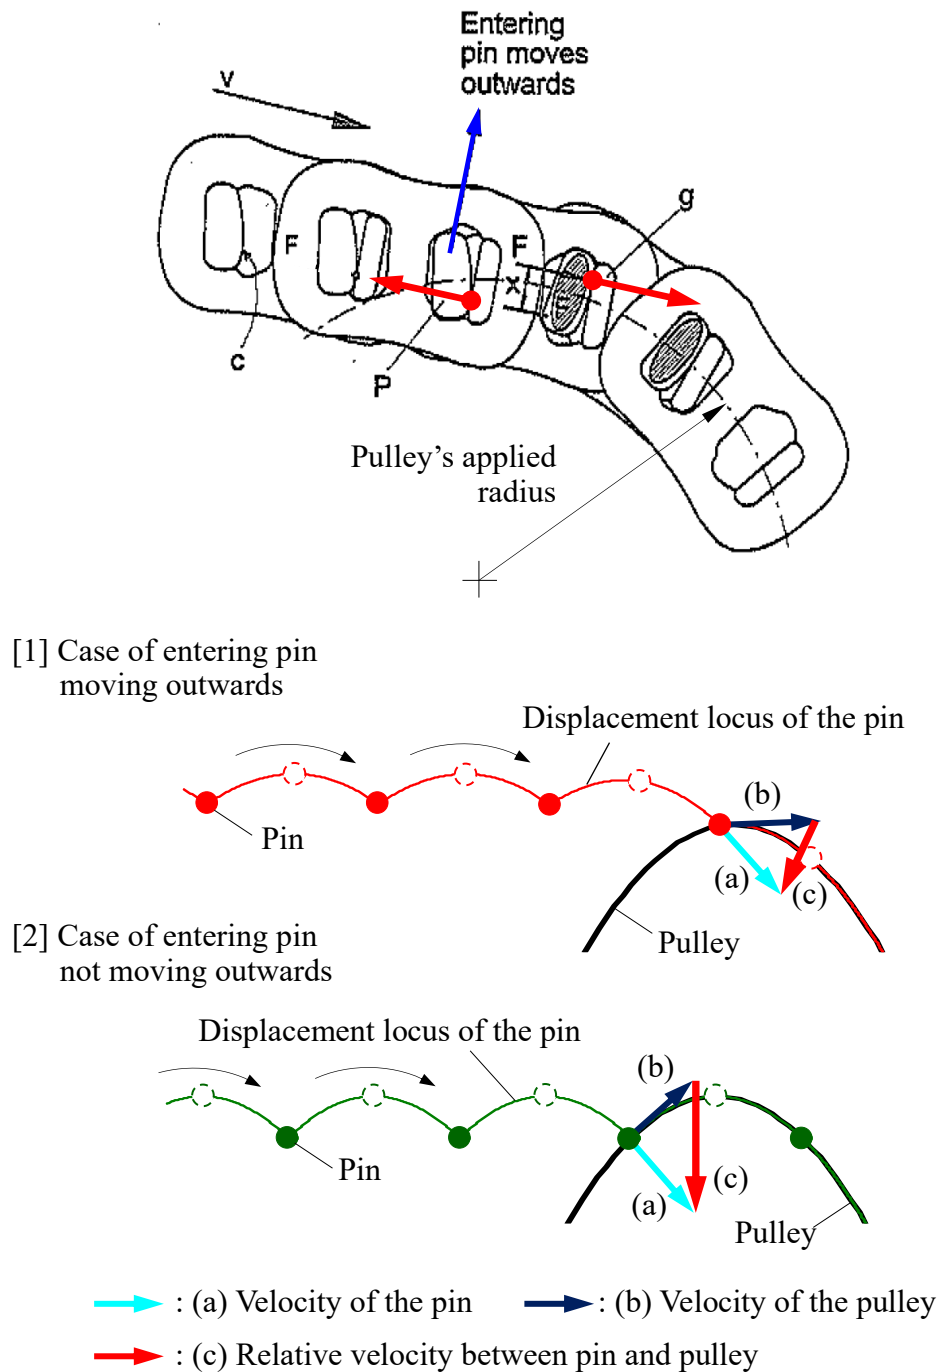 Entering
pin moves
outwards
v
g
F
F
x
c
P
Pulley’s applied
radius
[1] Case of entering pin
moving outwards
Displacement locus of the pin
(b)
Pin
(a)
(c)
Pulley
[2] Case of entering pin
not moving outwards
Displacement locus of the pin
(b)
Pin
(c)
(a)
Pulley
: (a) Velocity of the pin
: (b) Velocity of the pulley
: (c) Relative velocity between pin and pulley